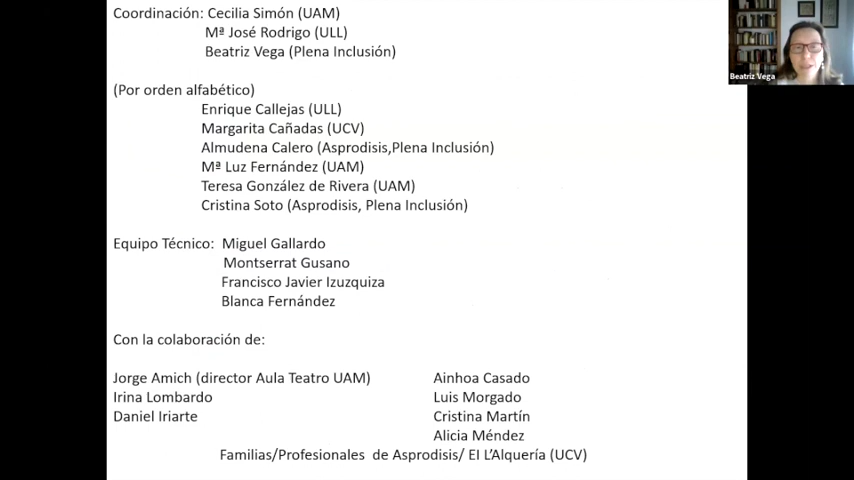 Coordinación: Cecilia Simón (UAM)
Mª José Rodrigo (ULL)
Beatriz Vega (Plena Inclusión)
(Por orden alfabético)
Enrique Callejas (ULL)
Margarita Cañadas (UCV)
Almudena Calero (Asprodisis,Plena Inclusión)
Mª Luz Fernández (UAM)
Teresa González de Rivera (UAM)
Cristina Soto (Asprodisis, Plena Inclusión)
Equipo Técnico: Miguel Gallardo
Montserrat Gusano
Francisco Javier Izuzquiza
Blanca Fernández
Con la colaboración de:
Jorge Amich (director Aula Teatro UAM)
Irina Lombardo
Daniel Iriarte
Ainhoa Casado
Luis Morgado
Cristina Martín
Alicia Méndez
Familias/Profesionales de Asprodisis/ EI L’Alquería (UCV)
Beatriz Vega